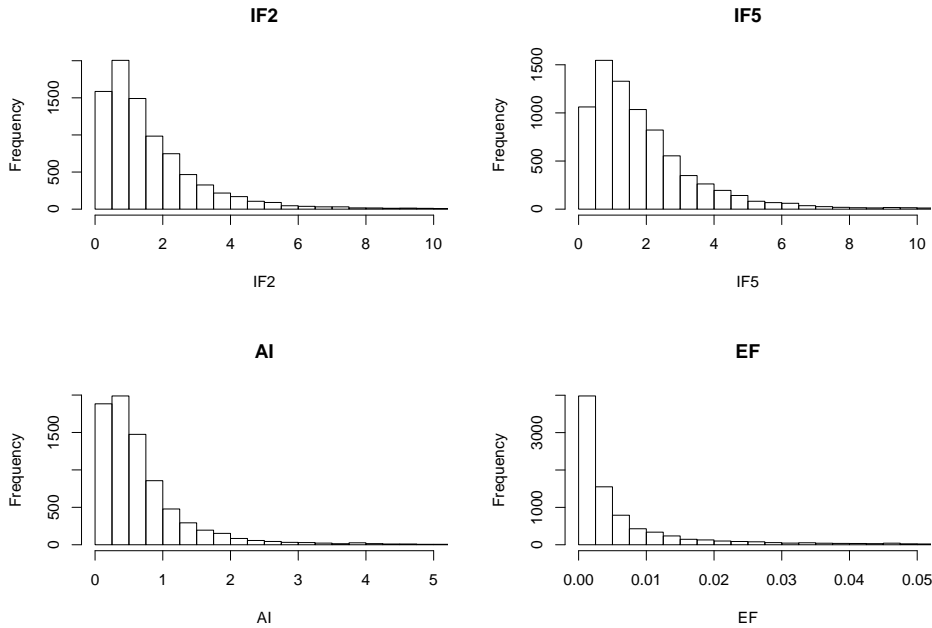 IF2
Frequency
500
1500
0
0 2 4 6 8 10
IF2
IF5
Frequency
0 500 1000 1500
0 2 4 6 8 10
IF5
AI
Frequency
0 500 1500
0 1 2 3 4 5
AI
EF
Frequency
0 1000 3000
0.00 0.01 0.02 0.03 0.04 0.05
EF